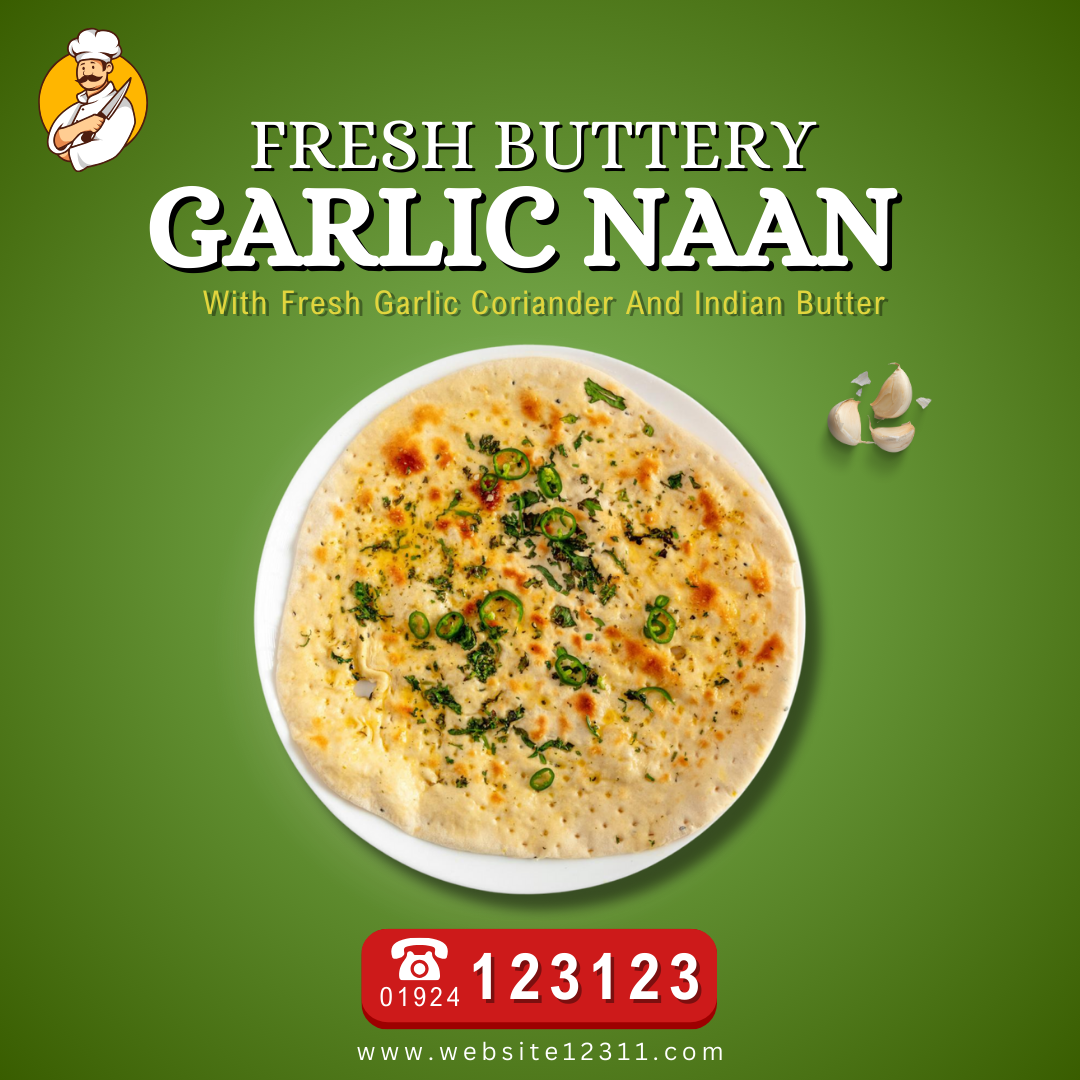 FRESH BUTTERY
GARLIC NAAN
With Fresh Garlic Coriander And Indian Butter
01924 123123
www.website12311.com